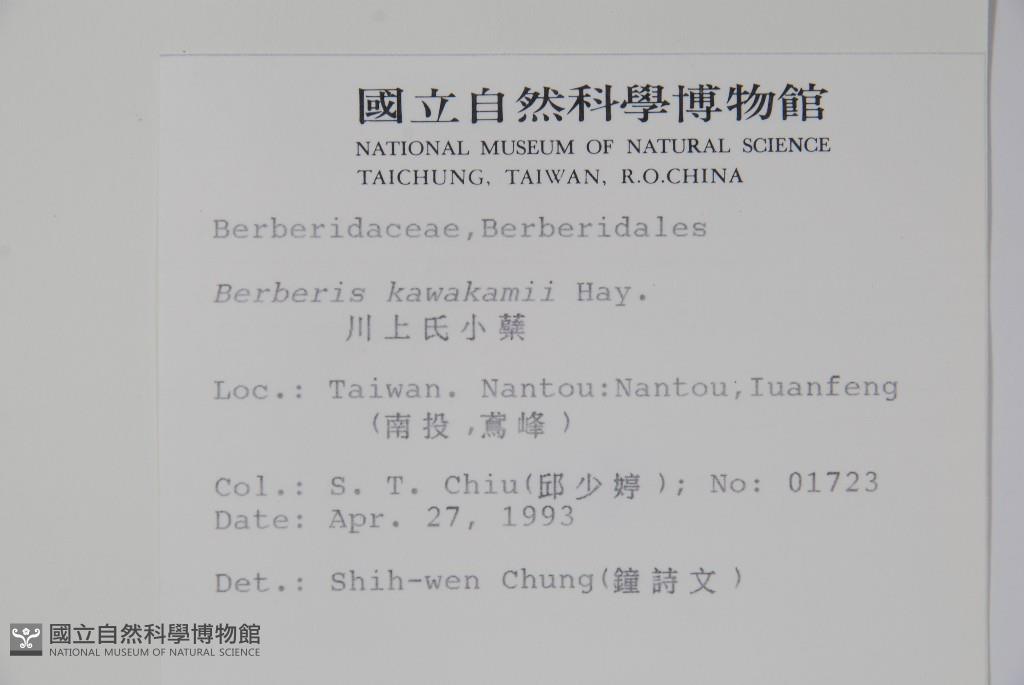 國立自然科學博物館
NATIONAL MUSEUM OF NATURAL SCIENCE
TAICHUNG, TAIWAN, R.O.CHINA
Berberidaceae,Berberidales
Berberis kawakamii Hay.
川上氏小蘗
Loc.: Taiwan. Nantou:Nantou,Iuanfeng
(南投,鳶峰)
Col.: S. T. Chiu(邱少婷); No: 01723
Date: Apr. 27, 1993
Det.: Shih-wen Chung(鐘詩文)
國立自然科學博物館
NATIONAL MUSEUM OF NATURAL SCIENCE